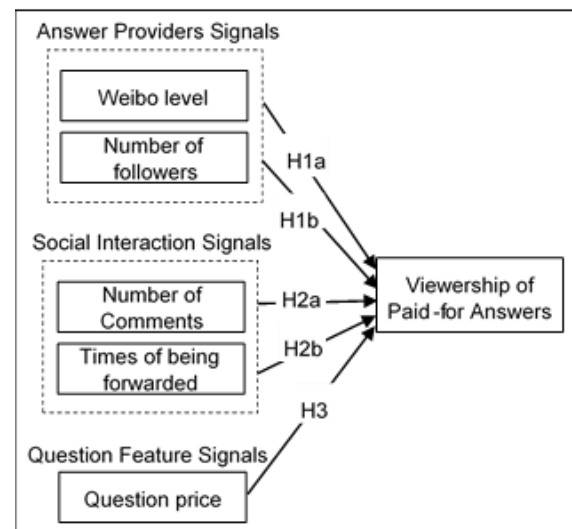 Answer Providers Signals
Weibo level
Number of
followers
H1a
H1b
Social Interaction Signals
Number of
Comments
Times of being
forwarded
H2a
H2b
Viewership of
Paid-for Answers
H3
Question Feature Signals
Question price